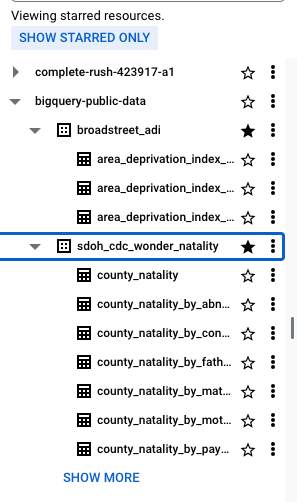 Viewing starred resources.
SHOW STARRED ONLY
complete-rush-423917-a1
bigquery-public-data
broadstreet_adi
area_deprivation_index_...
area_deprivation_index_...
area_deprivation_index_...
sdoh_cdc_wonder_natality
county_natality
county_natality_by_abn...
county_natality_by_con...
county_natality_by_fath...
county_natality_by_mat...
county_natality_by_mot...
county_natality_by_pay...
SHOW MORE